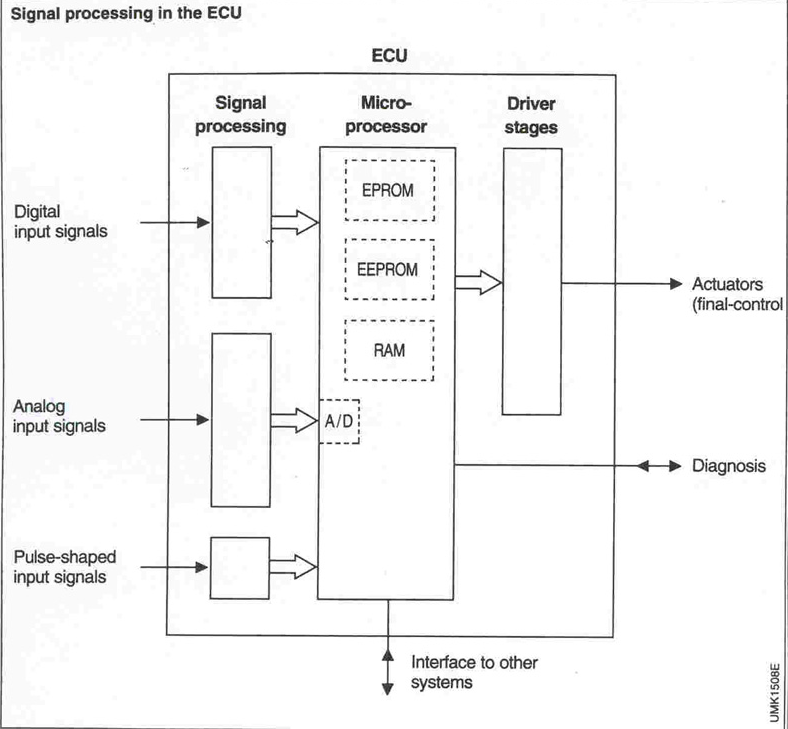 Signal processing in the ECU
ECU
Signal
processing
Micro-
processor
Driver
stages
EPROM
EEPROM
RAM
A/D
Digital
input signals
Analog
input signals
Pulse-shaped
input signals
Actuators
(final-control
Diagnosis
Interface to other
systems
UMK1508E